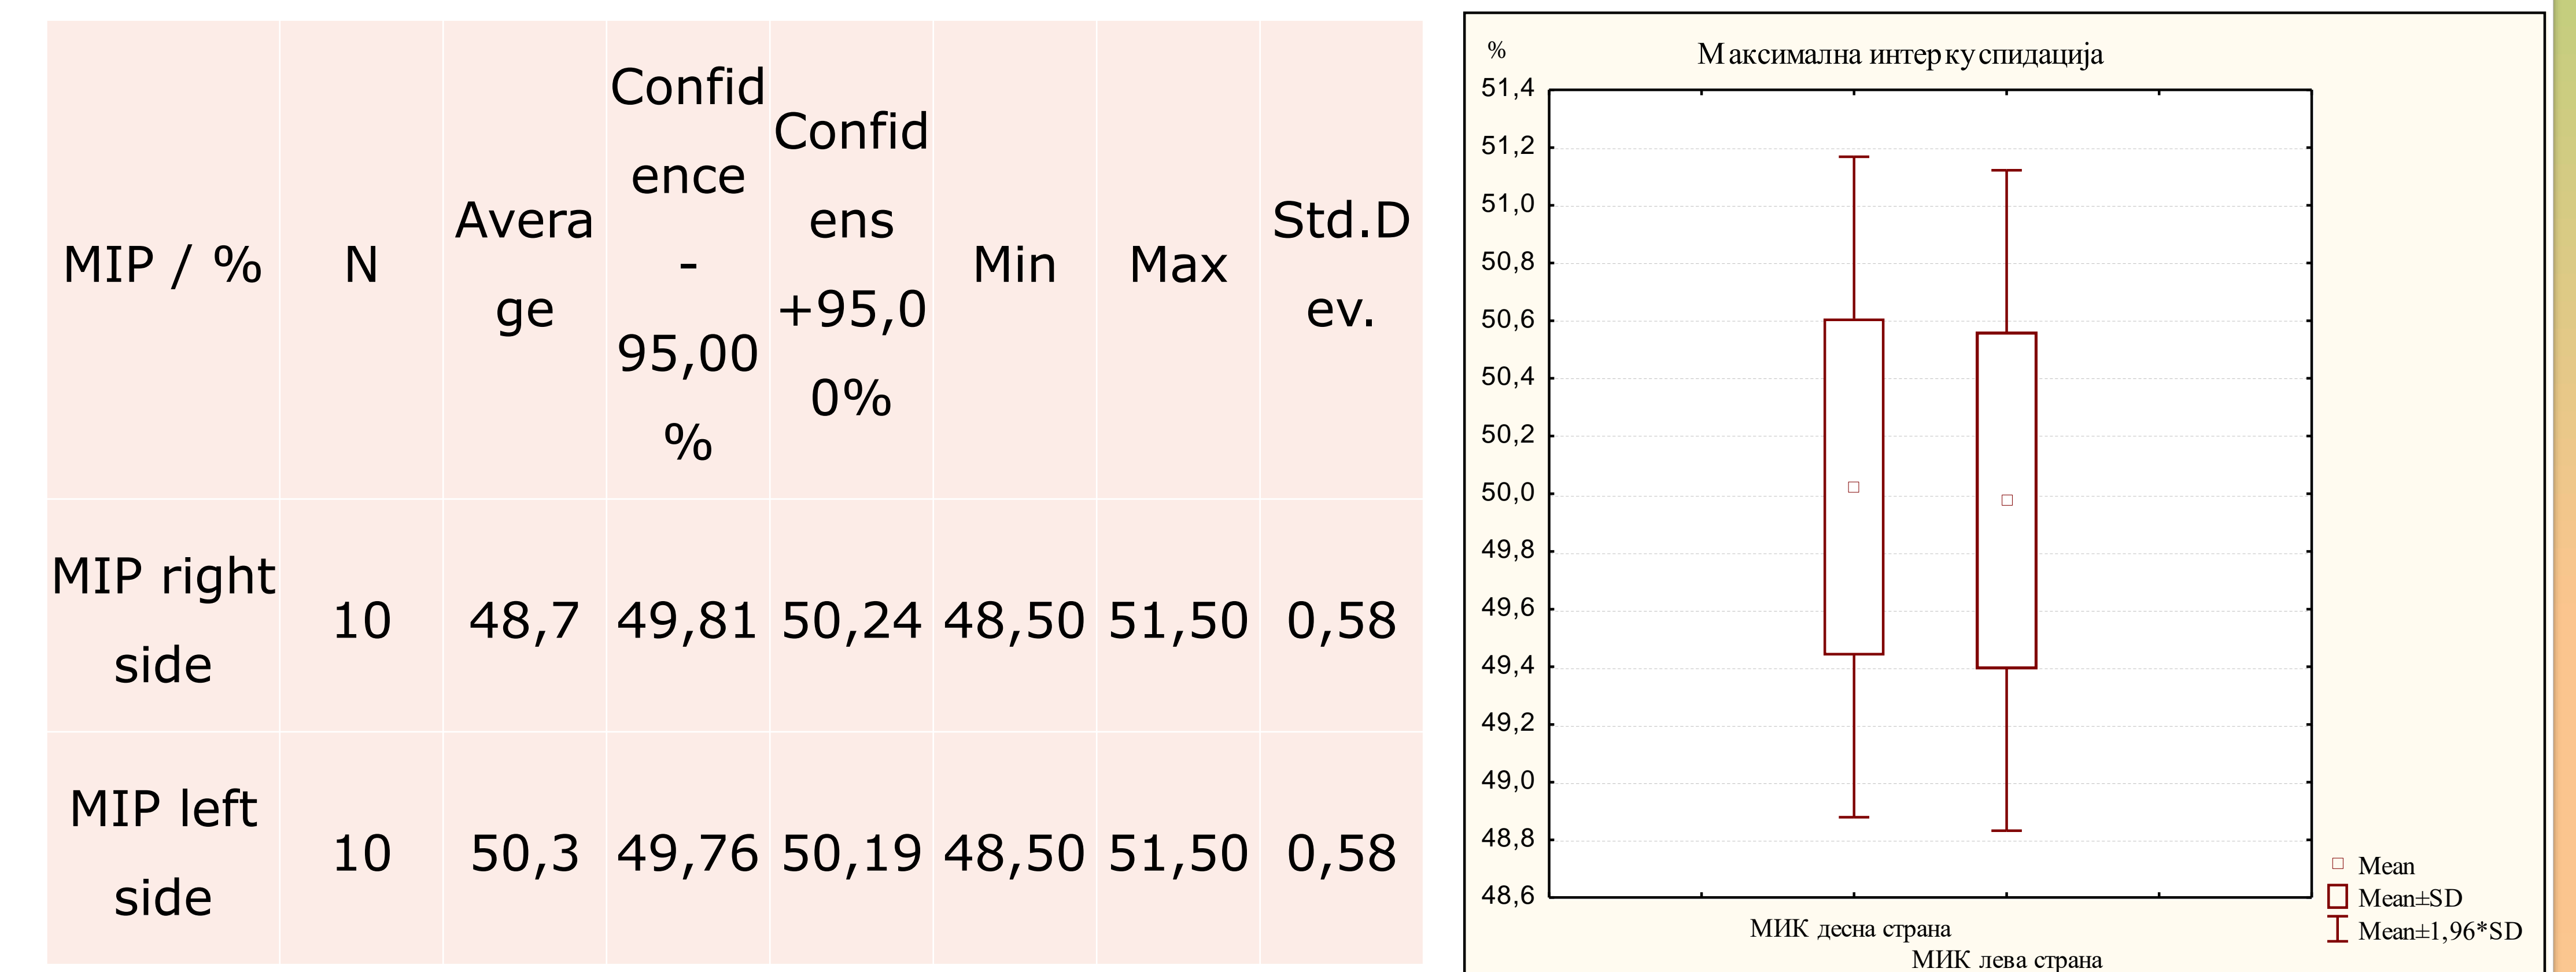 MIP / %
N
Avera
ge
Confid
ence
-
95,00
%
Confid
ens
+95,0
0%
Min
Max
Std.D
ev.
MIP right
side
10
48,7
49,81
50,24
48,50
51,50
0,58
MIP left
side
10
50,3
49,76
50,19
48,50
51,50
0,58
%
Максимална интеркуспидација
51,4
51,2
51,0
50,8
50,6
50,4
50,2
50,0
49,8
49,6
49,4
49,2
49,0
48,8
48,6
МИК десна страна
МИК лева страна
Mean
Mean±SD
Mean±1,96*SD